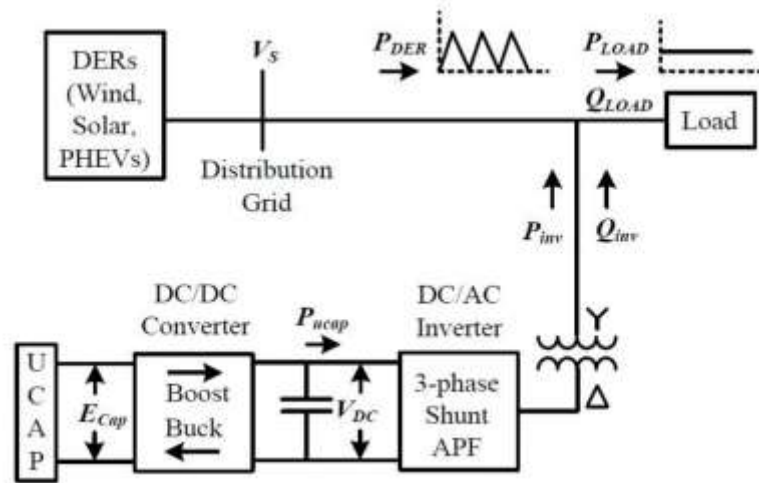 DERs
(Wind,
Solar,
PHEVs)
V_S
Distribution
Grid
P_DER
P_LOAD
Q_LOAD
Load
P_inv
Q_inv
DC/DC
Converter
P_ucap
DC/AC
Inverter
Y
Δ
U
C
A
P
E_Cap
Boost
Buck
V_DC
3-phase
Shunt
APF